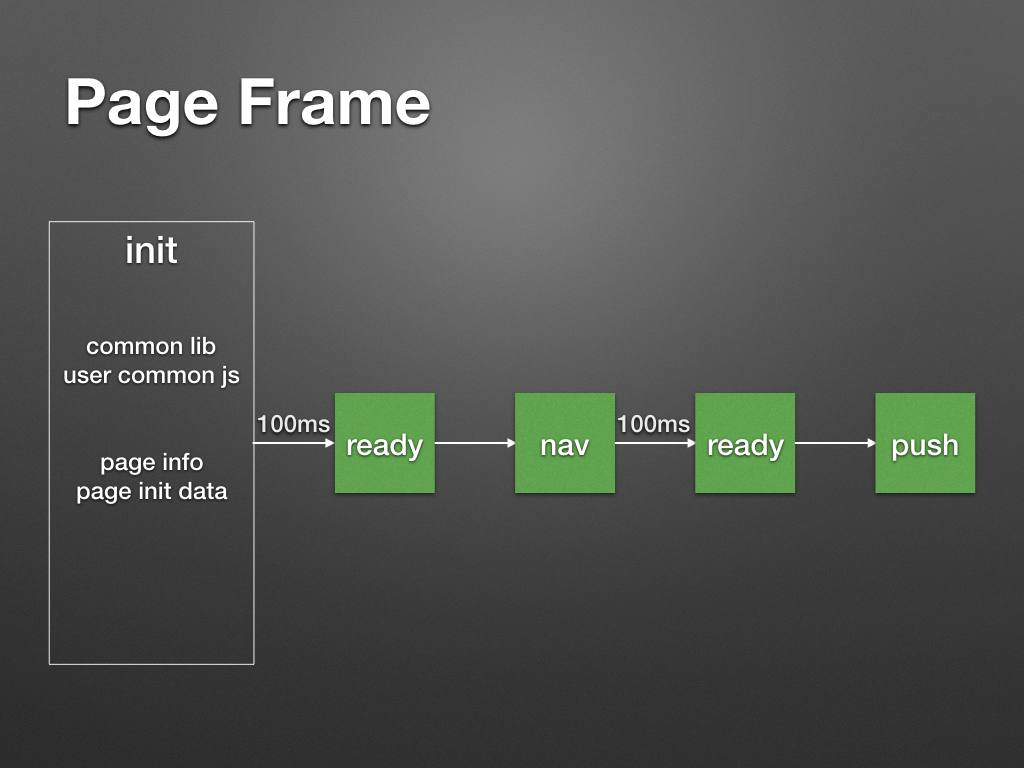 Page Frame
init
common lib
user common js
page info
page init data
100ms
ready
nav
100ms
ready
push